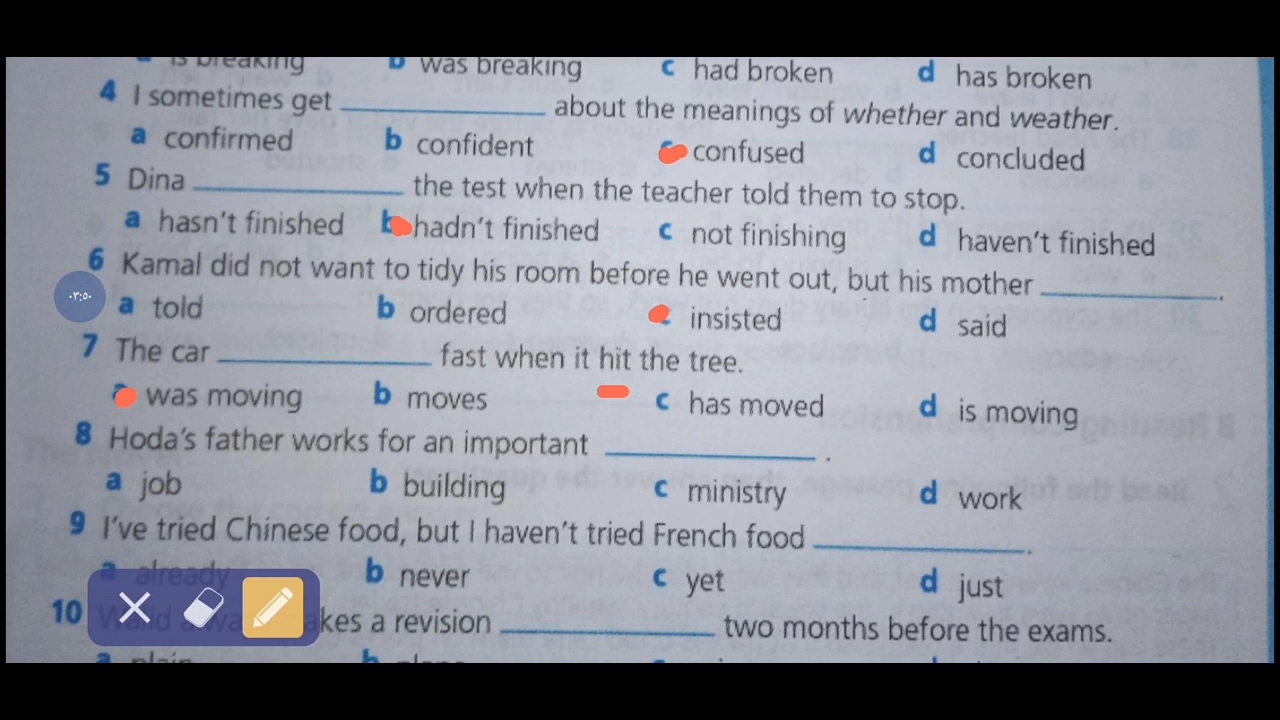 is breaking b was breaking c had broken d has broken
4 I sometimes get ____________ about the meanings of whether and weather.
a confirmed b confident c confused d concluded
5 Dina ____________ the test when the teacher told them to stop.
a hasn't finished b hadn't finished c not finishing d haven't finished
6 Kamal did not want to tidy his room before he went out, but his mother ____________.
٠٣:٥٠
a told b ordered c insisted d said
7 The car ____________ fast when it hit the tree.
a was moving b moves c has moved d is moving
8 Hoda's father works for an important ____________.
a job b building c ministry d work
9 I've tried Chinese food, but I haven't tried French food ____________.
a already b never c yet d just
10 akes a revision ____________ two months before the exams.